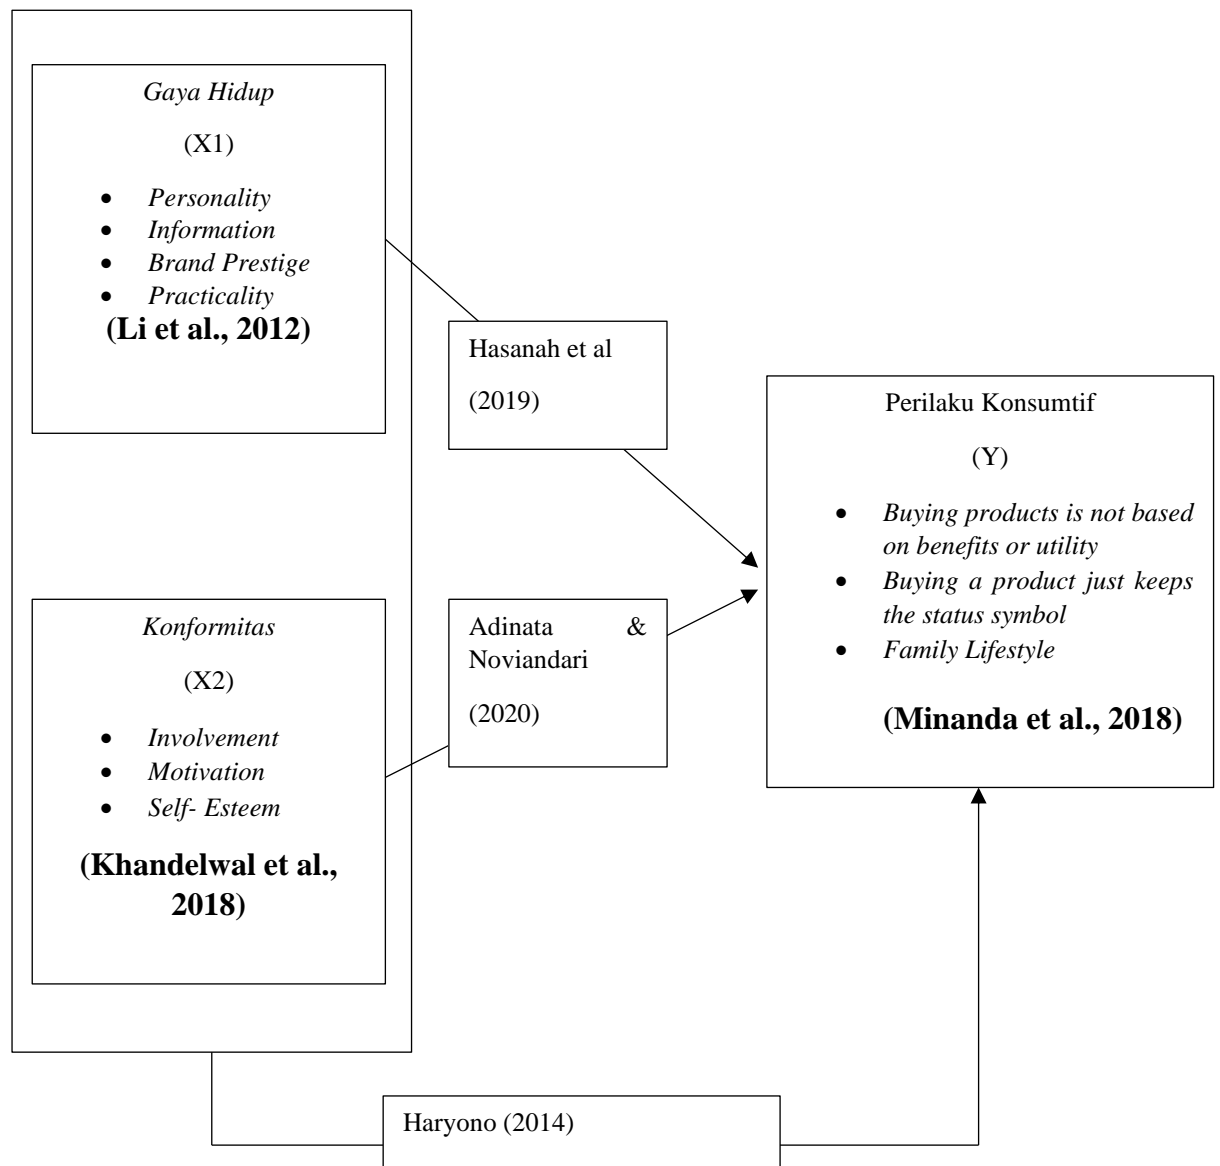 Gaya Hidup
(X1)
• Personality
• Information
• Brand Prestige
• Practicality
(Li et al., 2012)
Hasanah et al
(2019)
Perilaku Konsumtif
(Y)
• Buying products is not based
on benefits or utility
• Buying a product just keeps
the status symbol
• Family Lifestyle
(Minanda et al., 2018)
Konformitas
(X2)
• Involvement
• Motivation
• Self- Esteem
(Khandelwal et al.,
2018)
Adinata &
Noviandari
(2020)
Haryono (2014)